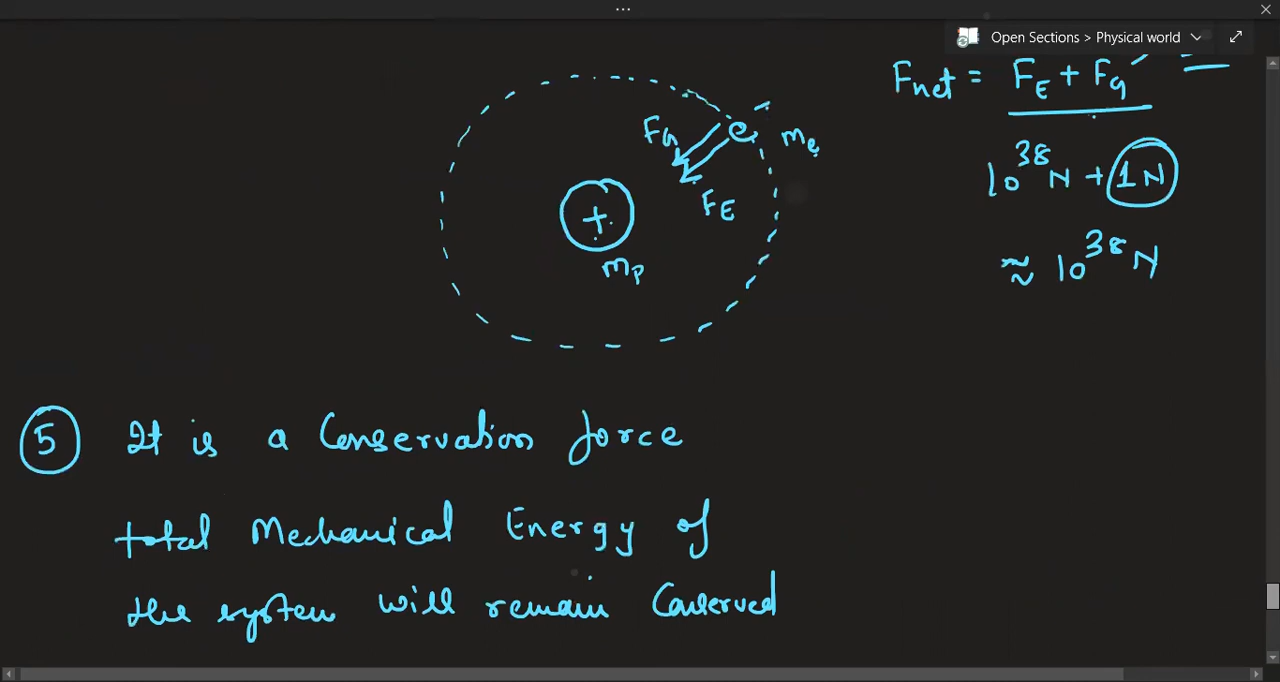 Open Sections > Physical world
Fnet = FE + FG
10^38 N + 1 N
≈ 10^38 N
FG
e
me
FE
+
mp
5 It is a Conservation force
total Mechanical Energy of
the system will remain Conserved